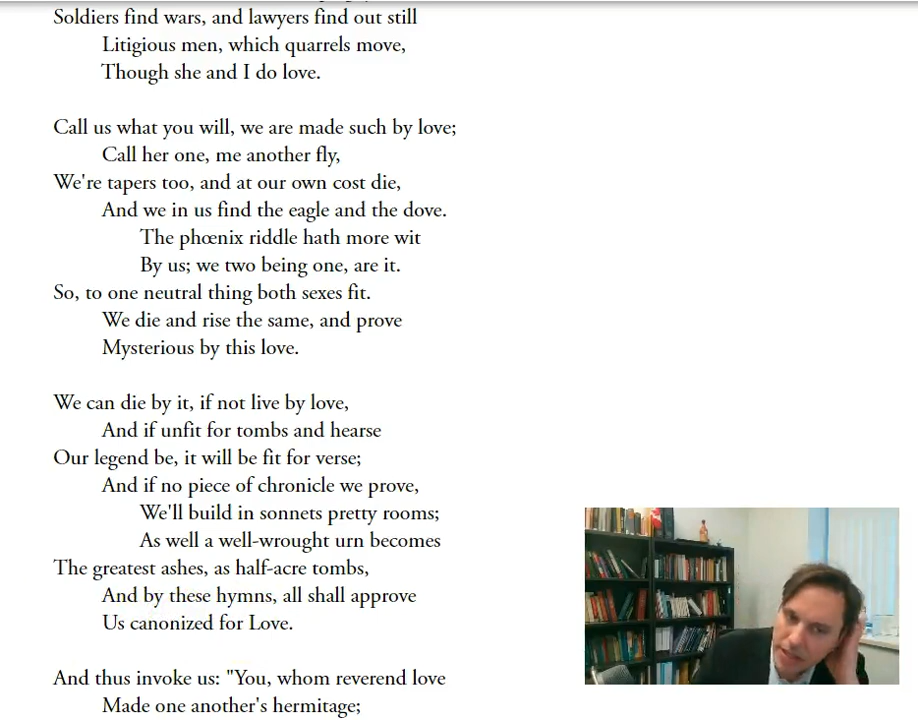 Soldiers find wars, and lawyers find out still
Litigious men, which quarrels move,
Though she and I do love.
Call us what you will, we are made such by love;
Call her one, me another fly,
We're tapers too, and at our own cost die,
And we in us find the eagle and the dove.
The phœnix riddle hath more wit
By us; we two being one, are it.
So, to one neutral thing both sexes fit.
We die and rise the same, and prove
Mysterious by this love.
We can die by it, if not live by love,
And if unfit for tombs and hearse
Our legend be, it will be fit for verse;
And if no piece of chronicle we prove,
We'll build in sonnets pretty rooms;
As well a well-wrought urn becomes
The greatest ashes, as half-acre tombs,
And by these hymns, all shall approve
Us canonized for Love.
And thus invoke us: "You, whom reverend love
Made one another's hermitage;